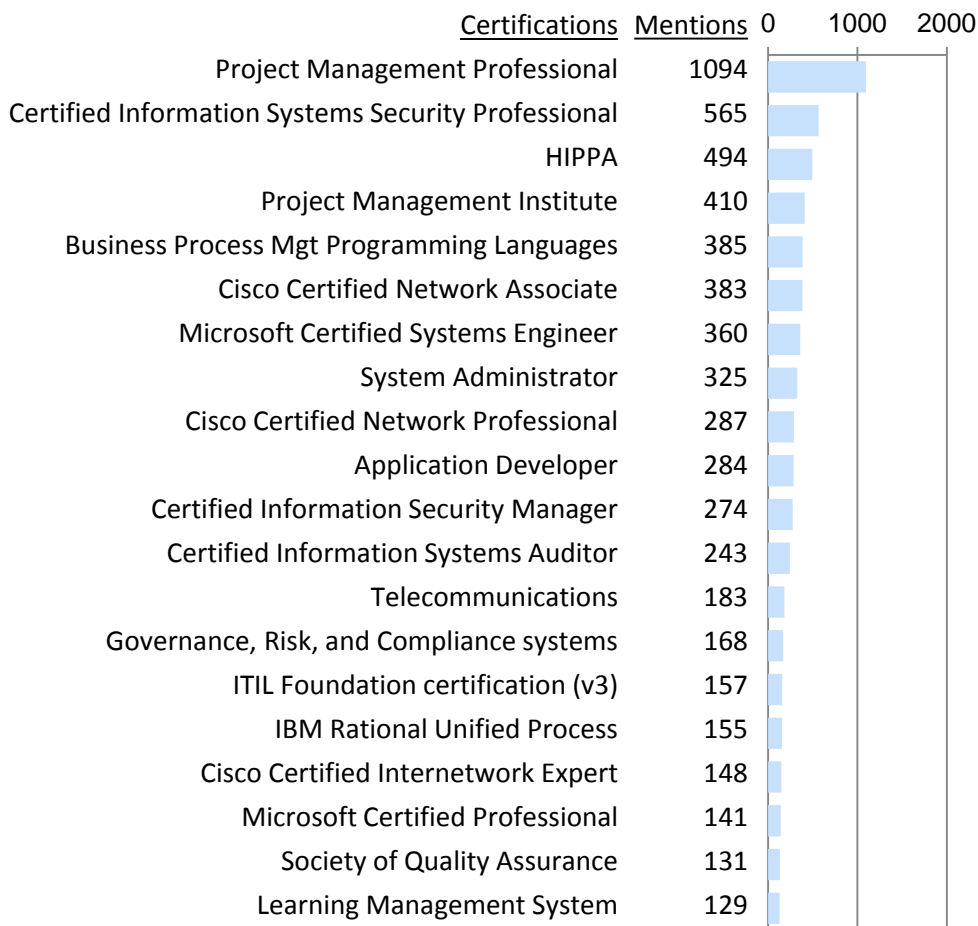 Certifications Mentions 0 1000 2000
Project Management Professional 1094
Certified Information Systems Security Professional 565
HIPPA 494
Project Management Institute 410
Business Process Mgt Programming Languages 385
Cisco Certified Network Associate 383
Microsoft Certified Systems Engineer 360
System Administrator 325
Cisco Certified Network Professional 287
Application Developer 284
Certified Information Security Manager 274
Certified Information Systems Auditor 243
Telecommunications 183
Governance, Risk, and Compliance systems 168
ITIL Foundation certification (v3) 157
IBM Rational Unified Process 155
Cisco Certified Internetwork Expert 148
Microsoft Certified Professional 141
Society of Quality Assurance 131
Learning Management System 129